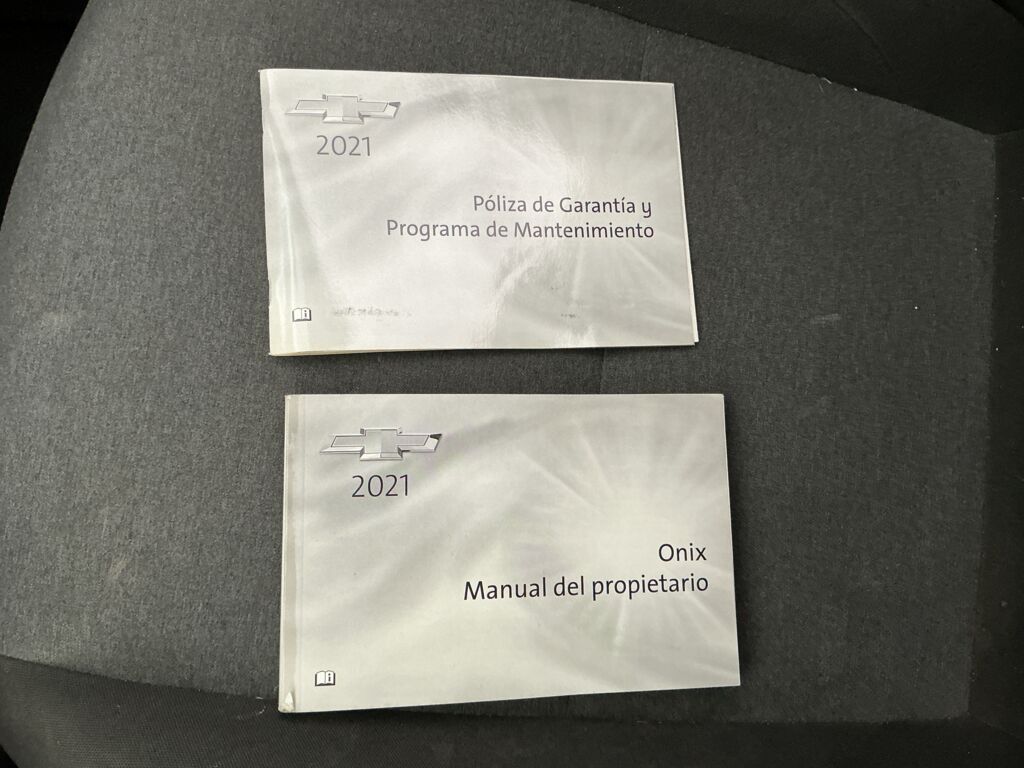 2021
Póliza de Garantía y
Programa de Mantenimiento
2021
Onix
Manual del propietario